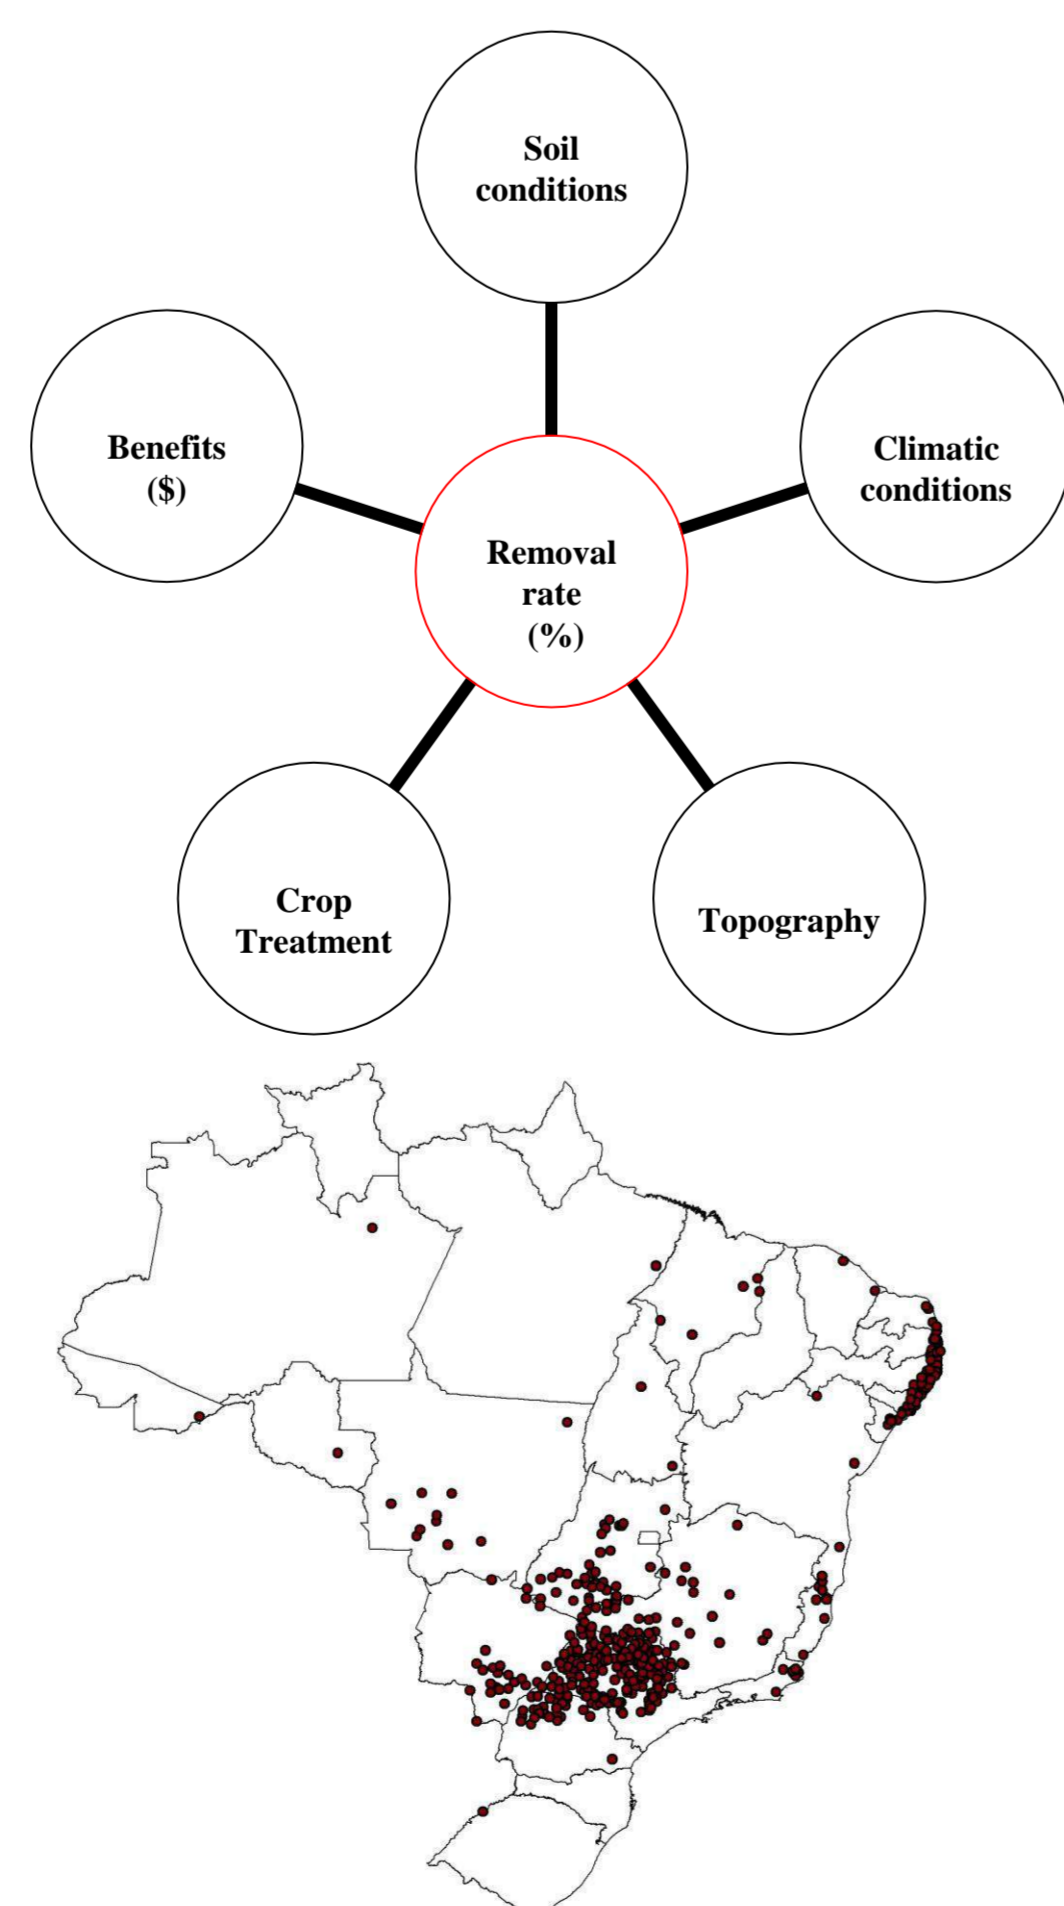 Soil
conditions
Benefits
($)
Climatic
conditions
Removal
rate
(%)
Crop
Treatment
Topography